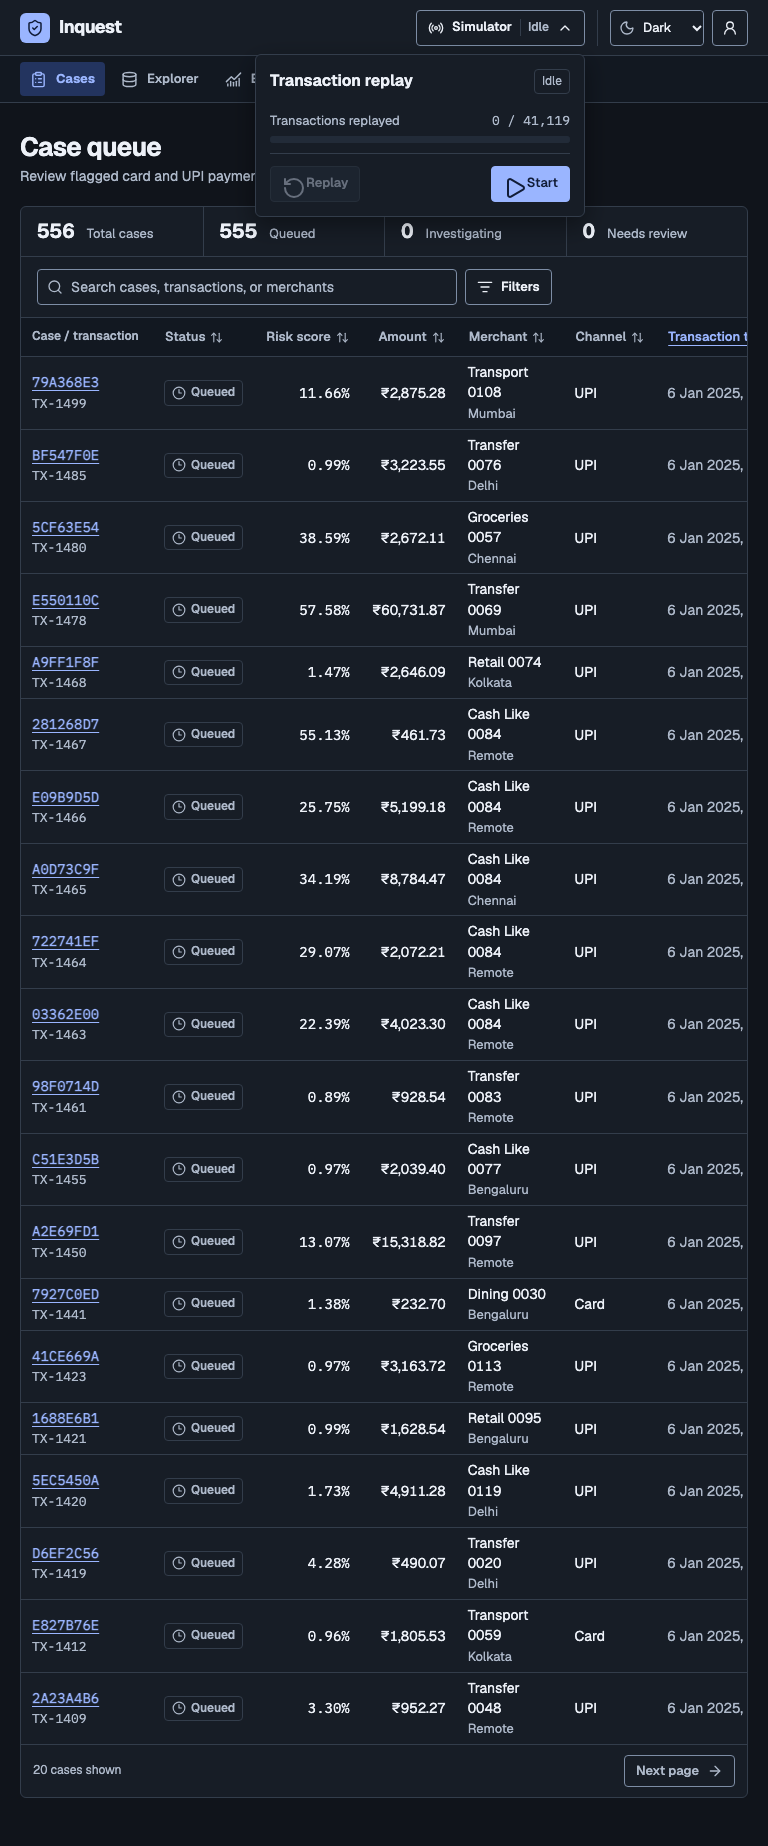 Inquest
Simulator Idle
Dark
Cases
Explorer
Transaction replay
Idle
Transactions replayed 0 / 41,119
Replay
Start
Case queue
Review flagged card and UPI
556 Total cases
555 Queued
0 Investigating
0 Needs review
Search cases, transactions, or merchants
Filters
Case / transaction Status Risk score Amount Merchant Channel Transaction
79A368E3
TX-1499
Queued 11.66% ₹2,875.28
Transport
0108
Mumbai
UPI 6 Jan 2025,
BF547F0E
TX-1485
Queued 0.99% ₹3,223.55
Transfer
0076
Delhi
UPI 6 Jan 2025,
5CF63E54
TX-1480
Queued 38.59% ₹2,672.11
Groceries
0057
Chennai
UPI 6 Jan 2025,
E550110C
TX-1478
Queued 57.58% ₹60,731.87
Transfer
0069
Mumbai
UPI 6 Jan 2025,
A9FF1F8F
TX-1468
Queued 1.47% ₹2,646.09
Retail 0074
Kolkata
UPI 6 Jan 2025,
281268D7
TX-1467
Queued 55.13% ₹461.73
Cash Like
0084
Remote
UPI 6 Jan 2025,
E09B9D5D
TX-1466
Queued 25.75% ₹5,199.18
Cash Like
0084
Remote
UPI 6 Jan 2025,
A0D73C9F
TX-1465
Queued 34.19% ₹8,784.47
Cash Like
0084
Chennai
UPI 6 Jan 2025,
722741EF
TX-1464
Queued 29.07% ₹2,072.21
Cash Like
0084
Remote
UPI 6 Jan 2025,
03362E00
TX-1463
Queued 22.39% ₹4,023.30
Cash Like
0084
Remote
UPI 6 Jan 2025,
98F0714D
TX-1461
Queued 0.89% ₹928.54
Transfer
0083
Remote
UPI 6 Jan 2025,
C51E3D5B
TX-1455
Queued 0.97% ₹2,039.40
Cash Like
0077
Bengaluru
UPI 6 Jan 2025,
A2E69FD1
TX-1450
Queued 13.07% ₹15,318.82
Transfer
0097
Remote
UPI 6 Jan 2025,
7927C0ED
TX-1441
Queued 1.38% ₹232.70
Dining 0030
Bengaluru
Card 6 Jan 2025,
41CE669A
TX-1423
Queued 0.97% ₹3,163.72
Groceries
0113
Remote
UPI 6 Jan 2025,
1688E6B1
TX-1421
Queued 0.99% ₹1,628.54
Retail 0095
Bengaluru
UPI 6 Jan 2025,
5EC5450A
TX-1420
Queued 1.73% ₹4,911.28
Cash Like
0119
Delhi
UPI 6 Jan 2025,
D6EF2C56
TX-1419
Queued 4.28% ₹490.07
Transfer
0020
Delhi
UPI 6 Jan 2025,
E827B76E
TX-1412
Queued 0.96% ₹1,805.53
Transport
0059
Kolkata
Card 6 Jan 2025,
2A23A4B6
TX-1409
Queued 3.30% ₹952.27
Transfer
0048
Remote
UPI 6 Jan 2025,
20 cases shown
Next page